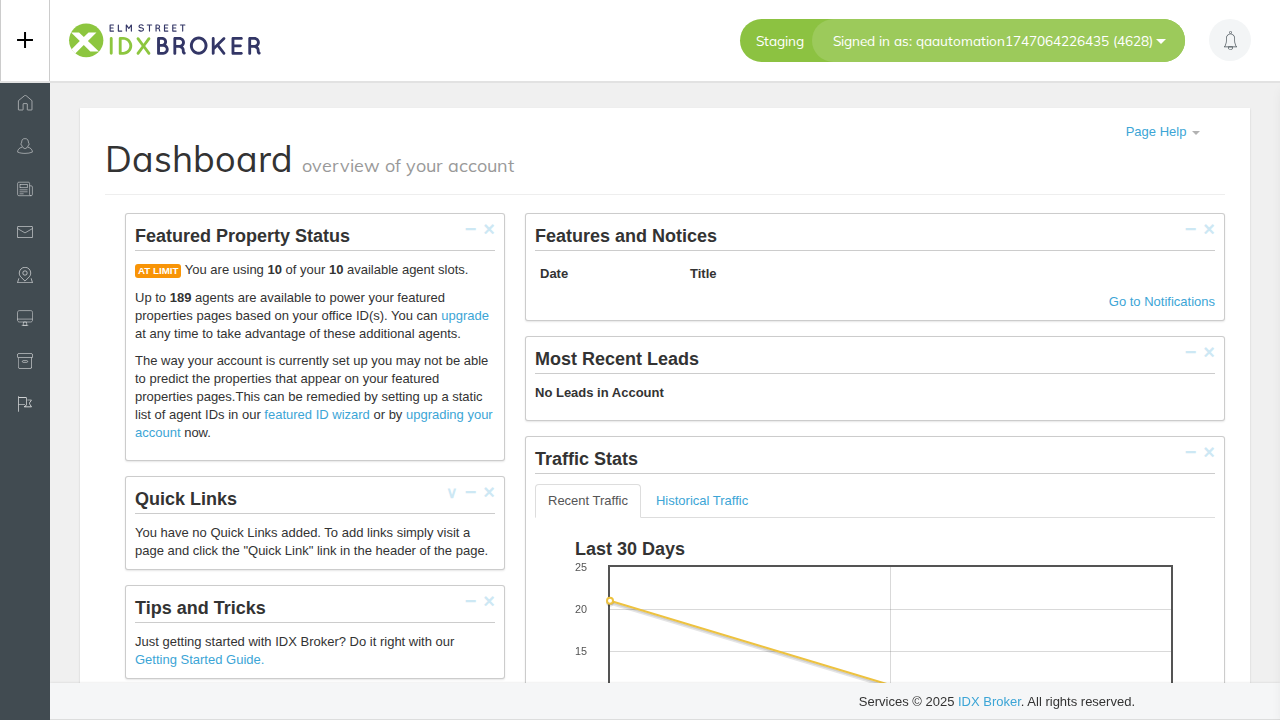 ELM STREET
IDXBROKER
Staging
Signed in as: qaautomation1747064226435 (4628)
Page Help
Dashboard overview of your account
Featured Property Status
AT LIMIT You are using 10 of your 10 available agent slots.
Up to 189 agents are available to power your featured
properties pages based on your office ID(s). You can upgrade
at any time to take advantage of these additional agents.
The way your account is currently set up you may not be able
to predict the properties that appear on your featured
properties pages.This can be remedied by setting up a static
list of agent IDs in our featured ID wizard or by upgrading your
account now.
Quick Links
You have no Quick Links added. To add links simply visit a
page and click the "Quick Link" link in the header of the page.
Tips and Tricks
Just getting started with IDX Broker? Do it right with our
Getting Started Guide.
Features and Notices
Date Title
Go to Notifications
Most Recent Leads
No Leads in Account
Traffic Stats
Recent Traffic Historical Traffic
Last 30 Days
25
20
15
Services © 2025 IDX Broker. All rights reserved.